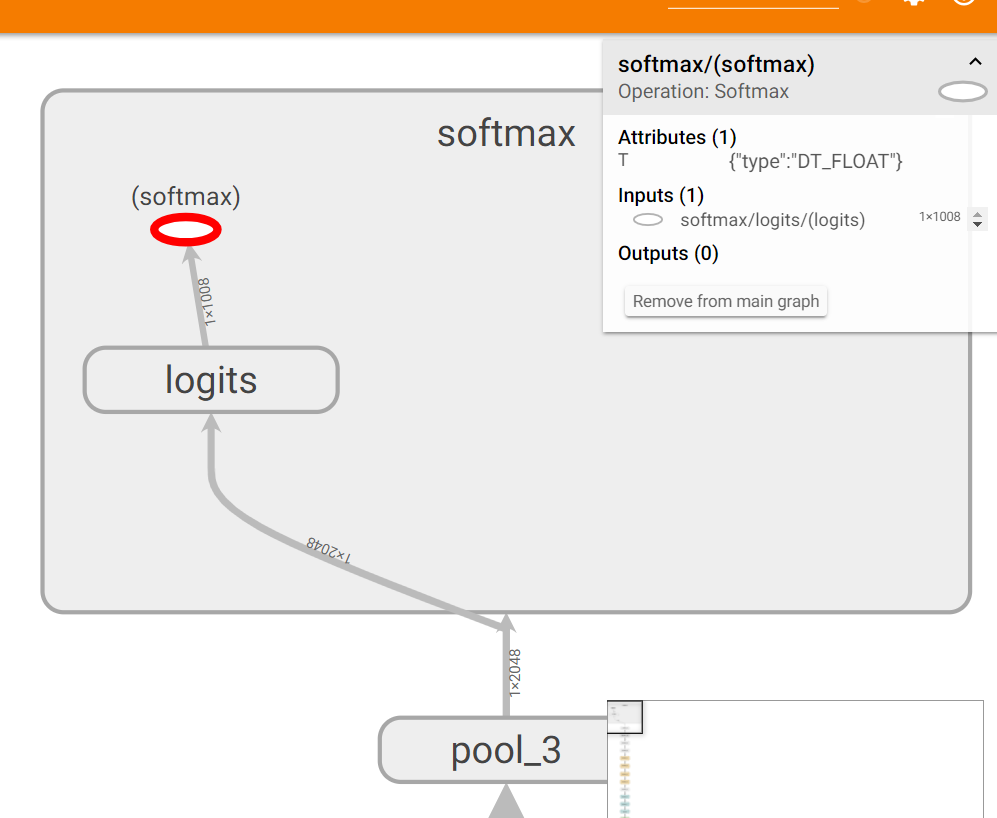 softmax/(softmax)
Operation: Softmax
Attributes (1)
T {"type":"DT_FLOAT"}
Inputs (1)
softmax/logits/(logits) 1×1008
Outputs (0)
Remove from main graph
softmax
(softmax)
1×1008
logits
1×2048
1×2048
pool_3